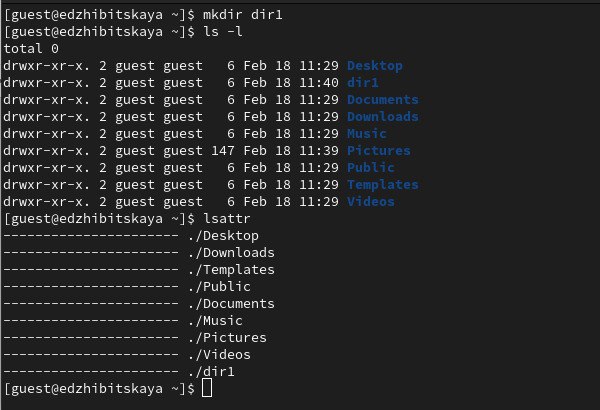 [guest@edzhibitskaya ~]$ mkdir dir1
[guest@edzhibitskaya ~]$ ls -l
total 0
drwxr-xr-x. 2 guest guest   6 Feb 18 11:29 Desktop
drwxr-xr-x. 2 guest guest   6 Feb 18 11:40 dir1
drwxr-xr-x. 2 guest guest   6 Feb 18 11:29 Documents
drwxr-xr-x. 2 guest guest   6 Feb 18 11:29 Downloads
drwxr-xr-x. 2 guest guest   6 Feb 18 11:29 Music
drwxr-xr-x. 2 guest guest 147 Feb 18 11:39 Pictures
drwxr-xr-x. 2 guest guest   6 Feb 18 11:29 Public
drwxr-xr-x. 2 guest guest   6 Feb 18 11:29 Templates
drwxr-xr-x. 2 guest guest   6 Feb 18 11:29 Videos
[guest@edzhibitskaya ~]$ lsattr
---------------------- ./Desktop
---------------------- ./Downloads
---------------------- ./Templates
---------------------- ./Public
---------------------- ./Documents
---------------------- ./Music
---------------------- ./Pictures
---------------------- ./Videos
---------------------- ./dir1
[guest@edzhibitskaya ~]$